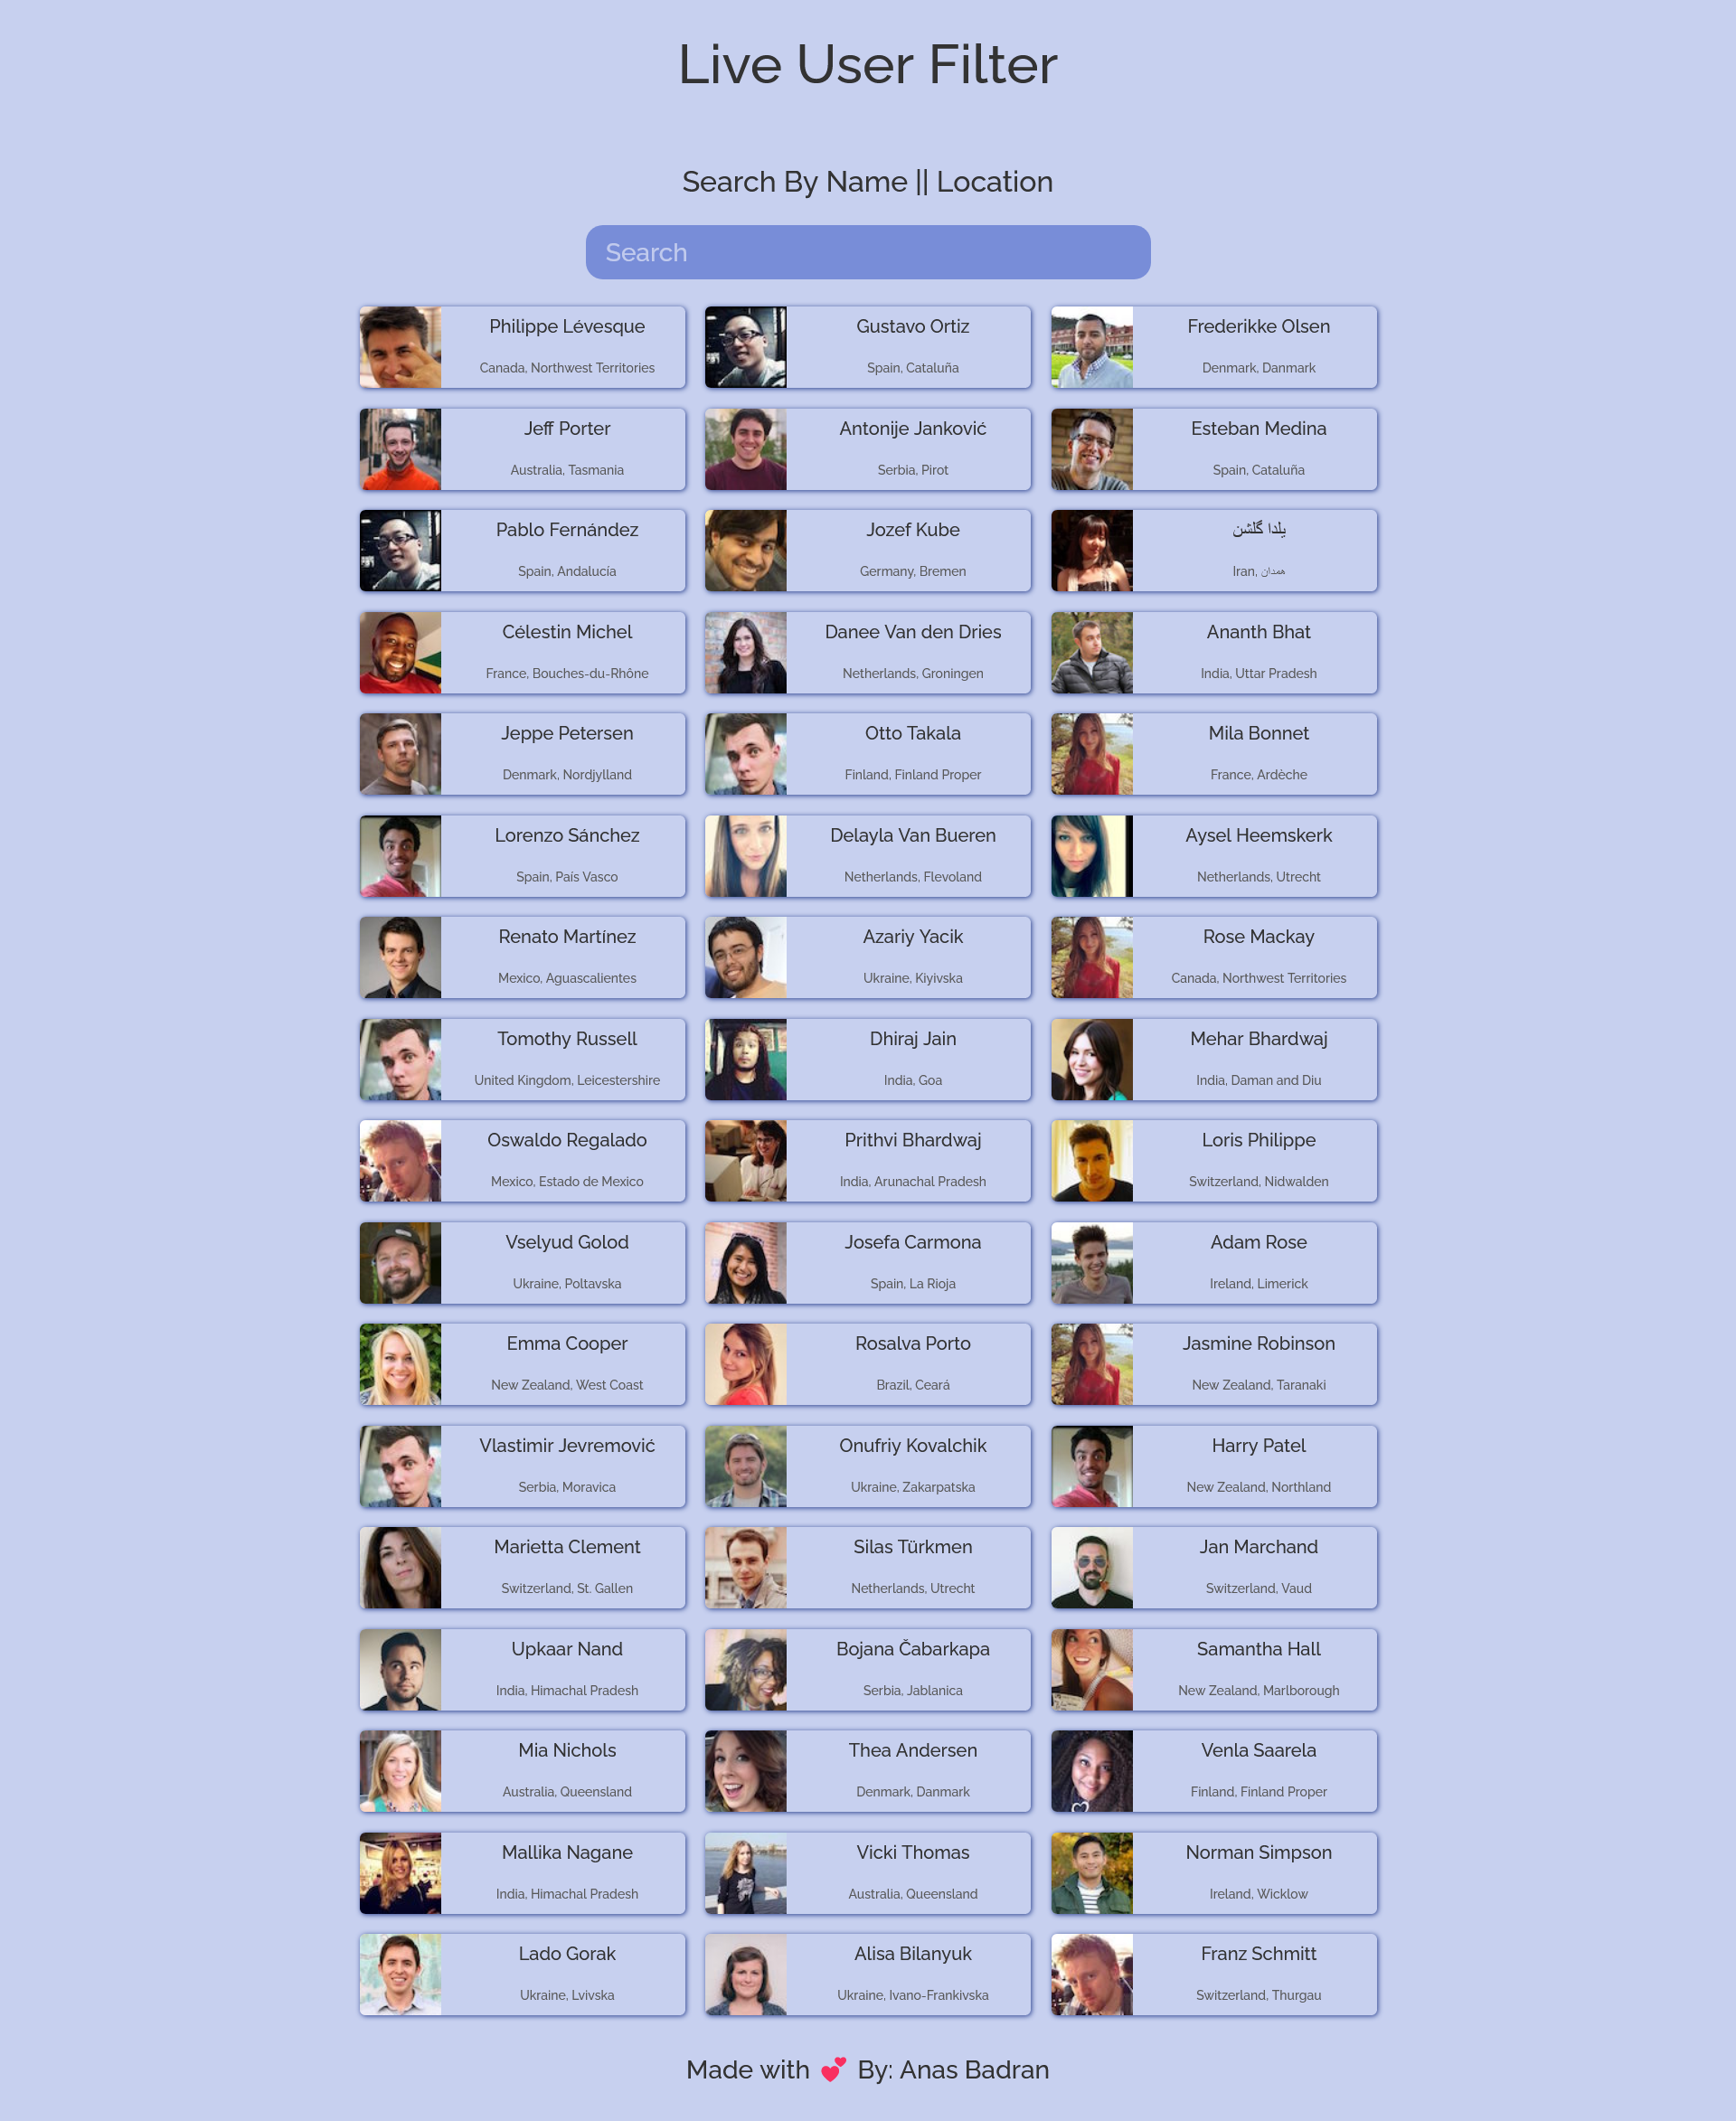 Live User Filter
Search By Name || Location
Search
Philippe Lévesque
Canada, Northwest Territories
Gustavo Ortiz
Spain, Cataluña
Frederikke Olsen
Denmark, Danmark
Jeff Porter
Australia, Tasmania
Antonije Janković
Serbia, Pirot
Esteban Medina
Spain, Cataluña
Pablo Fernández
Spain, Andalucía
Jozef Kube
Germany, Bremen
یلدا گلشن
Iran, همدان
Célestin Michel
France, Bouches-du-Rhône
Danee Van den Dries
Netherlands, Groningen
Ananth Bhat
India, Uttar Pradesh
Jeppe Petersen
Denmark, Nordjylland
Otto Takala
Finland, Finland Proper
Mila Bonnet
France, Ardèche
Lorenzo Sánchez
Spain, País Vasco
Delayla Van Bueren
Netherlands, Flevoland
Aysel Heemskerk
Netherlands, Utrecht
Renato Martínez
Mexico, Aguascalientes
Azariy Yacik
Ukraine, Kiyivska
Rose Mackay
Canada, Northwest Territories
Tomothy Russell
United Kingdom, Leicestershire
Dhiraj Jain
India, Goa
Mehar Bhardwaj
India, Daman and Diu
Oswaldo Regalado
Mexico, Estado de Mexico
Prithvi Bhardwaj
India, Arunachal Pradesh
Loris Philippe
Switzerland, Nidwalden
Vselyud Golod
Ukraine, Poltavska
Josefa Carmona
Spain, La Rioja
Adam Rose
Ireland, Limerick
Emma Cooper
New Zealand, West Coast
Rosalva Porto
Brazil, Ceará
Jasmine Robinson
New Zealand, Taranaki
Vlastimir Jevremović
Serbia, Moravica
Onufriy Kovalchik
Ukraine, Zakarpatska
Harry Patel
New Zealand, Northland
Marietta Clement
Switzerland, St. Gallen
Silas Türkmen
Netherlands, Utrecht
Jan Marchand
Switzerland, Vaud
Upkaar Nand
India, Himachal Pradesh
Bojana Čabarkapa
Serbia, Jablanica
Samantha Hall
New Zealand, Marlborough
Mia Nichols
Australia, Queensland
Thea Andersen
Denmark, Danmark
Venla Saarela
Finland, Finland Proper
Mallika Nagane
India, Himachal Pradesh
Vicki Thomas
Australia, Queensland
Norman Simpson
Ireland, Wicklow
Lado Gorak
Ukraine, Lvivska
Alisa Bilanyuk
Ukraine, Ivano-Frankivska
Franz Schmitt
Switzerland, Thurgau
Made with 💕 By: Anas Badran